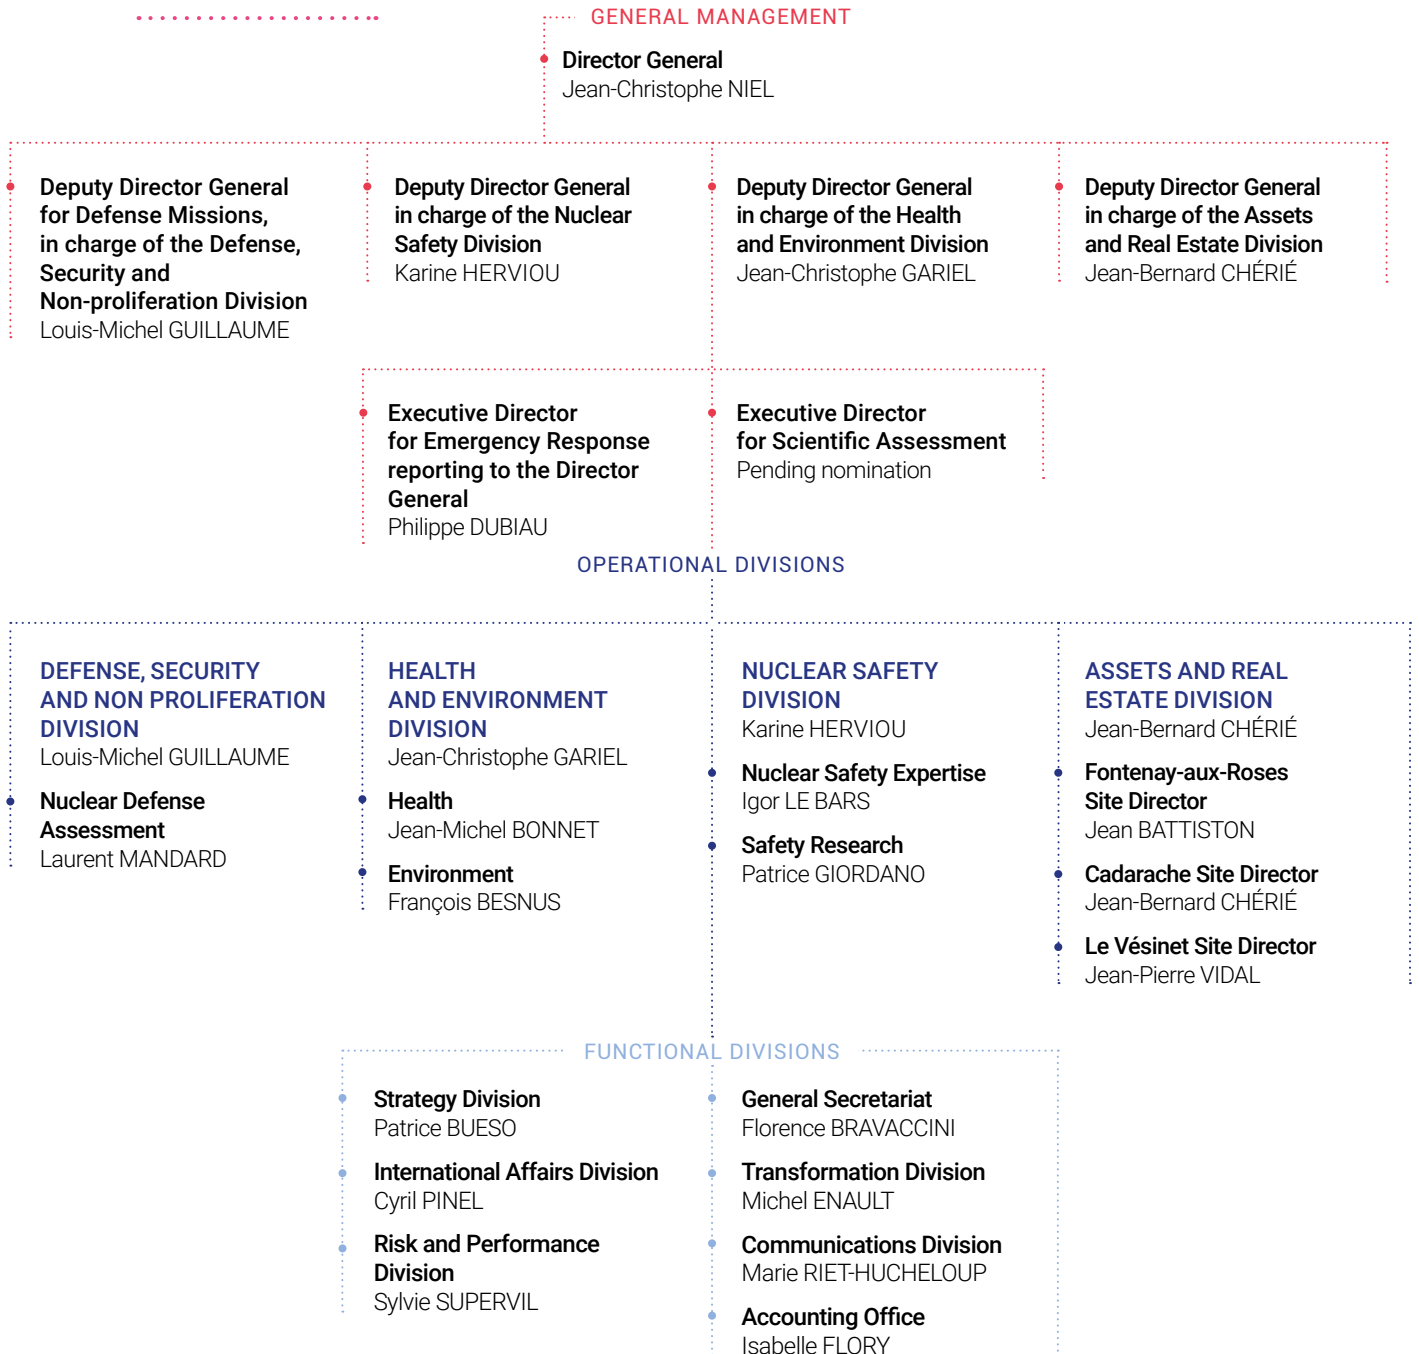 GENERAL MANAGEMENT
Director General
Jean-Christophe NIEL
Deputy Director General
for Defense Missions,
in charge of the Defense,
Security and
Non-proliferation Division
Louis-Michel GUILLAUME
Deputy Director General
in charge of the Nuclear
Safety Division
Karine HERVIOU
Deputy Director General
in charge of the Health
and Environment Division
Jean-Christophe GARIEL
Deputy Director General
in charge of the Assets
and Real Estate Division
Jean-Bernard CHÉRIÉ
Executive Director
for Emergency Response
reporting to the Director
General
Philippe DUBIAU
Executive Director
for Scientific Assessment
Pending nomination
OPERATIONAL DIVISIONS
DEFENSE, SECURITY
AND NON PROLIFERATION
DIVISION
Louis-Michel GUILLAUME
Nuclear Defense
Assessment
Laurent MANDARD
HEALTH
AND ENVIRONMENT
DIVISION
Jean-Christophe GARIEL
Health
Jean-Michel BONNET
Environment
François BESNUS
NUCLEAR SAFETY
DIVISION
Karine HERVIOU
Nuclear Safety Expertise
Igor LE BARS
Safety Research
Patrice GIORDANO
ASSETS AND REAL
ESTATE DIVISION
Jean-Bernard CHÉRIÉ
Fontenay-aux-Roses
Site Director
Jean BATTISTON
Cadarache Site Director
Jean-Bernard CHÉRIÉ
Le Vésinet Site Director
Jean-Pierre VIDAL
FUNCTIONAL DIVISIONS
Strategy Division
Patrice BUESO
International Affairs Division
Cyril PINEL
Risk and Performance
Division
Sylvie SUPERVIL
General Secretariat
Florence BRAVACCINI
Transformation Division
Michel ENAULT
Communications Division
Marie RIET-HUCHELOUP
Accounting Office
Isabelle FLORY